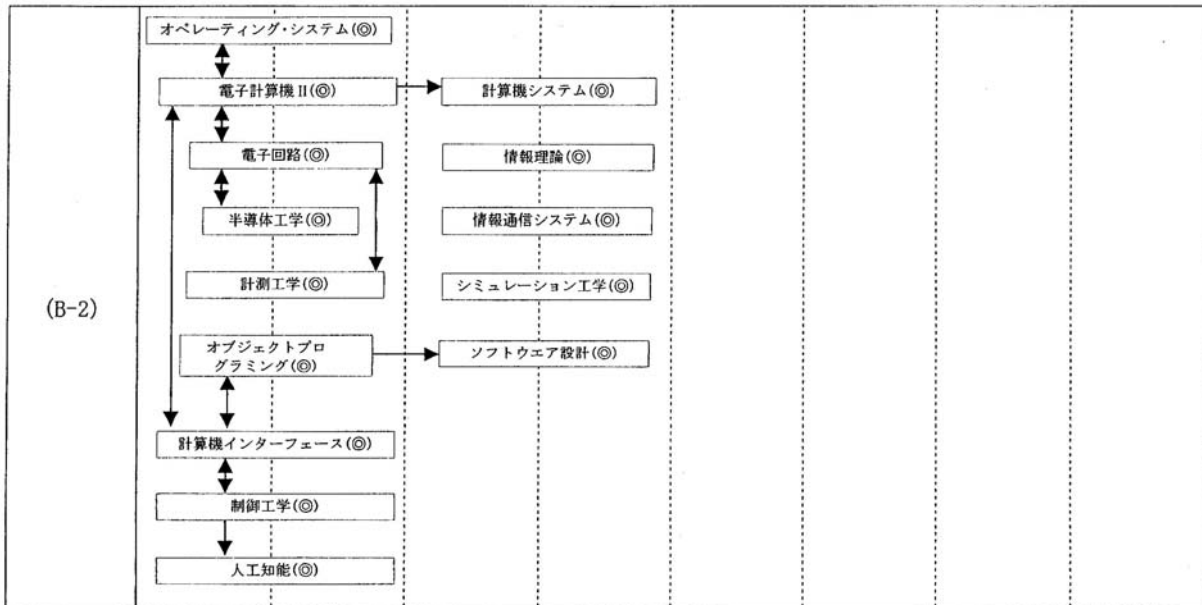 オペレーティング・システム(◎)
電子計算機Ⅱ(◎)
計算機システム(◎)
電子回路(◎)
情報理論(◎)
半導体工学(◎)
情報通信システム(◎)
計測工学(◎)
シミュレーション工学(◎)
(B-2)
オブジェクトプロ
グラミング(◎)
ソフトウエア設計(◎)
計算機インターフェース(◎)
制御工学(◎)
人工知能(◎)